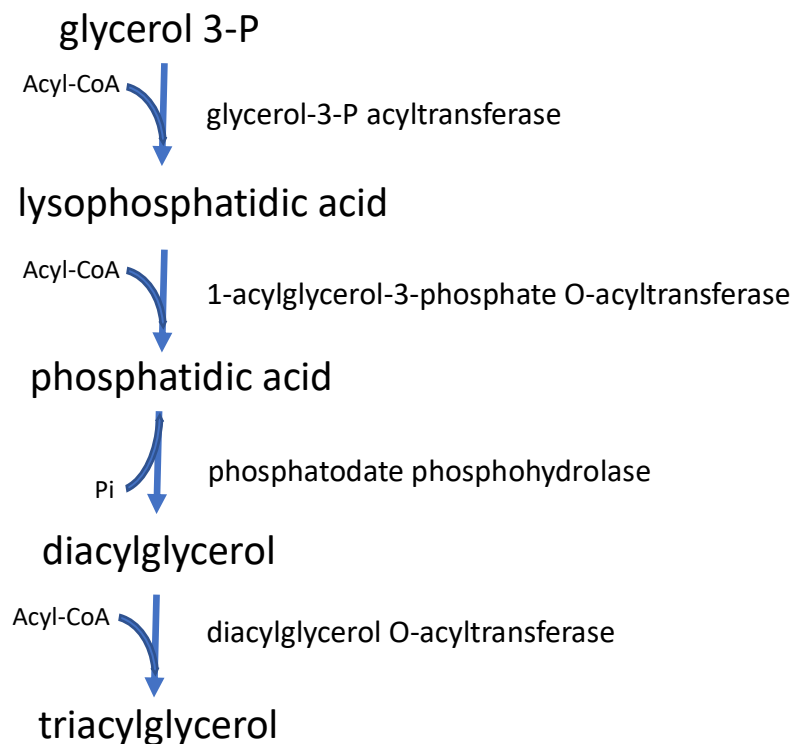 glycerol 3-P
Acyl-CoA
glycerol-3-P acyltransferase
lysophosphatidic acid
Acyl-CoA
1-acylglycerol-3-phosphate O-acyltransferase
phosphatidic acid
phosphatodate phosphohydrolase
Pi
diacylglycerol
Acyl-CoA
diacylglycerol O-acyltransferase
triacylglycerol